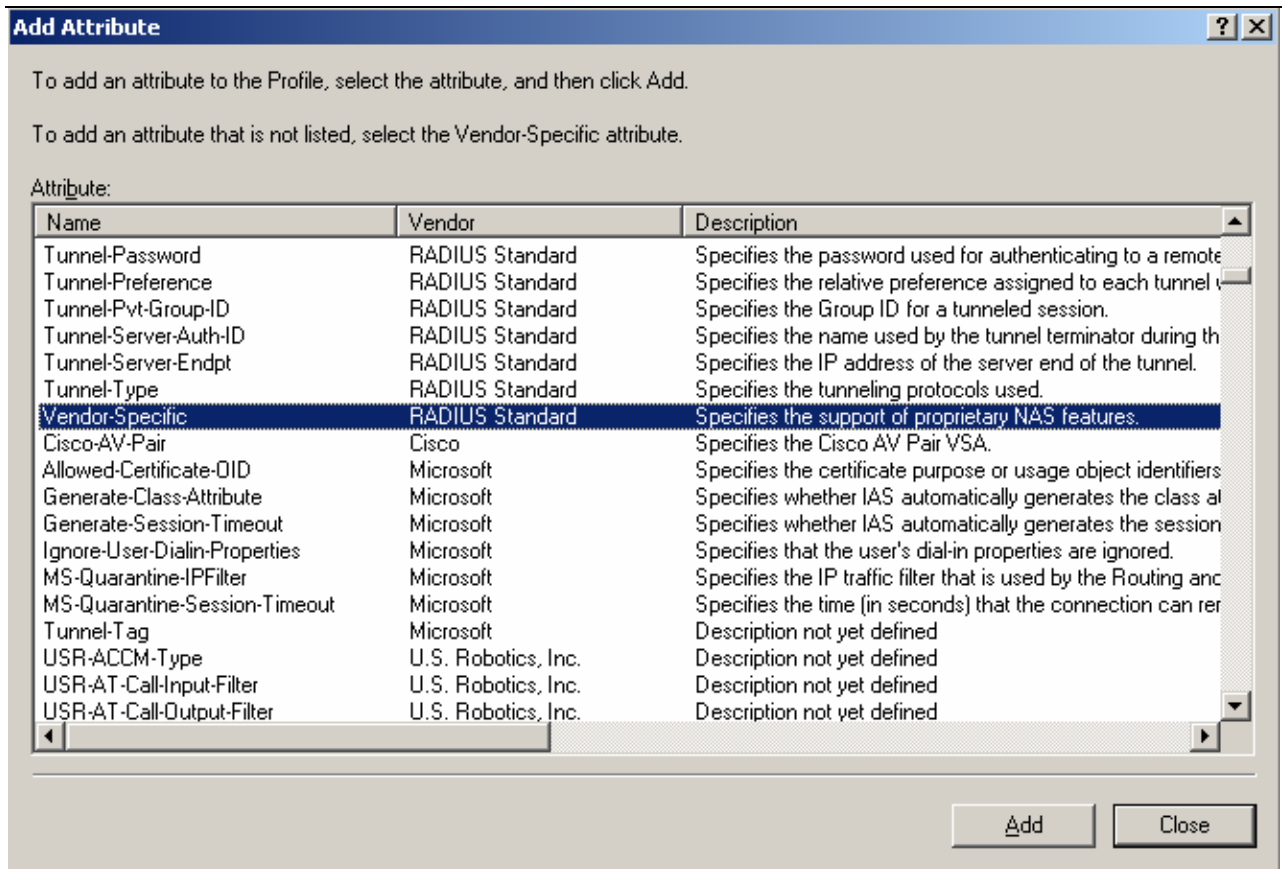 Add Attribute
To add an attribute to the Profile, select the attribute, and then click Add.
To add an attribute that is not listed, select the Vendor-Specific attribute.
Attribute:
Name Vendor Description
Tunnel-Password RADIUS Standard Specifies the password used for authenticating to a remote
Tunnel-Preference RADIUS Standard Specifies the relative preference assigned to each tunnel
Tunnel-Pvt-Group-ID RADIUS Standard Specifies the Group ID for a tunneled session.
Tunnel-Server-Auth-ID RADIUS Standard Specifies the name used by the tunnel terminator during th
Tunnel-Server-Endpt RADIUS Standard Specifies the IP address of the server end of the tunnel.
Tunnel-Type RADIUS Standard Specifies the tunneling protocols used.
Vendor-Specific RADIUS Standard Specifies the support of proprietary NAS features.
Cisco-AV-Pair Cisco Specifies the Cisco AV Pair VSA.
Allowed-Certificate-OID Microsoft Specifies the certificate purpose or usage object identifiers
Generate-Class-Attribute Microsoft Specifies whether IAS automatically generates the class a
Generate-Session-Timeout Microsoft Specifies whether IAS automatically generates the session
Ignore-User-Dialin-Properties Microsoft Specifies that the user's dial-in properties are ignored.
MS-Quarantine-IPFilter Microsoft Specifies the IP traffic filter that is used by the Routing and
MS-Quarantine-Session-Timeout Microsoft Specifies the time (in seconds) that the connection can rer
Tunnel-Tag Microsoft Description not yet defined
USR-ACCM-Type U.S. Robotics, Inc. Description not yet defined
USR-AT-Call-Input-Filter U.S. Robotics, Inc. Description not yet defined
USR-AT-Call-Output-Filter U.S. Robotics, Inc. Description not yet defined
Add Close